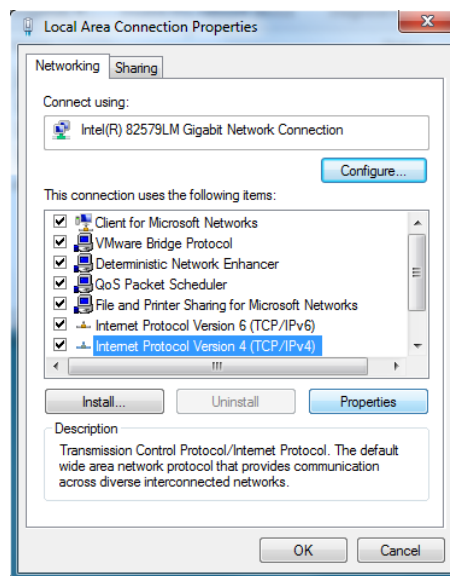 Local Area Connection Properties
Networking
Sharing
Connect using:
Intel(R) 82579LM Gigabit Network Connection
Configure...
This connection uses the following items:
Client for Microsoft Networks
VMware Bridge Protocol
Deterministic Network Enhancer
QoS Packet Scheduler
File and Printer Sharing for Microsoft Networks
Internet Protocol Version 6 (TCP/IPv6)
Internet Protocol Version 4 (TCP/IPv4)
Install...
Uninstall
Properties
Description
Transmission Control Protocol/Internet Protocol. The default
wide area network protocol that provides communication
across diverse interconnected networks.
OK
Cancel